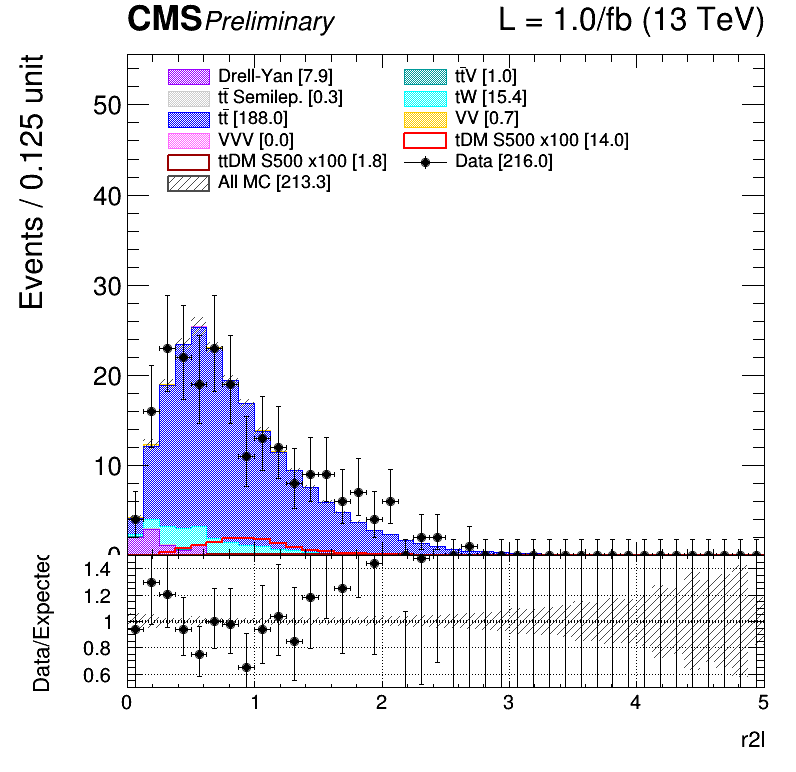 CMS Preliminary L = 1.0/fb (13 TeV)
Events / 0.125 unit
Drell-Yan [7.9] tt̄V [1.0]
tt̄ Semilep. [0.3] tW [15.4]
tt̄ [188.0] VV [0.7]
VVV [0.0] tDM S500 x100 [14.0]
ttDM S500 x100 [1.8] Data [216.0]
All MC [213.3]
50
40
30
20
10
0
Data/Expected
1.4
1.2
1
0.8
0.6
0 1 2 3 4 5
r2l